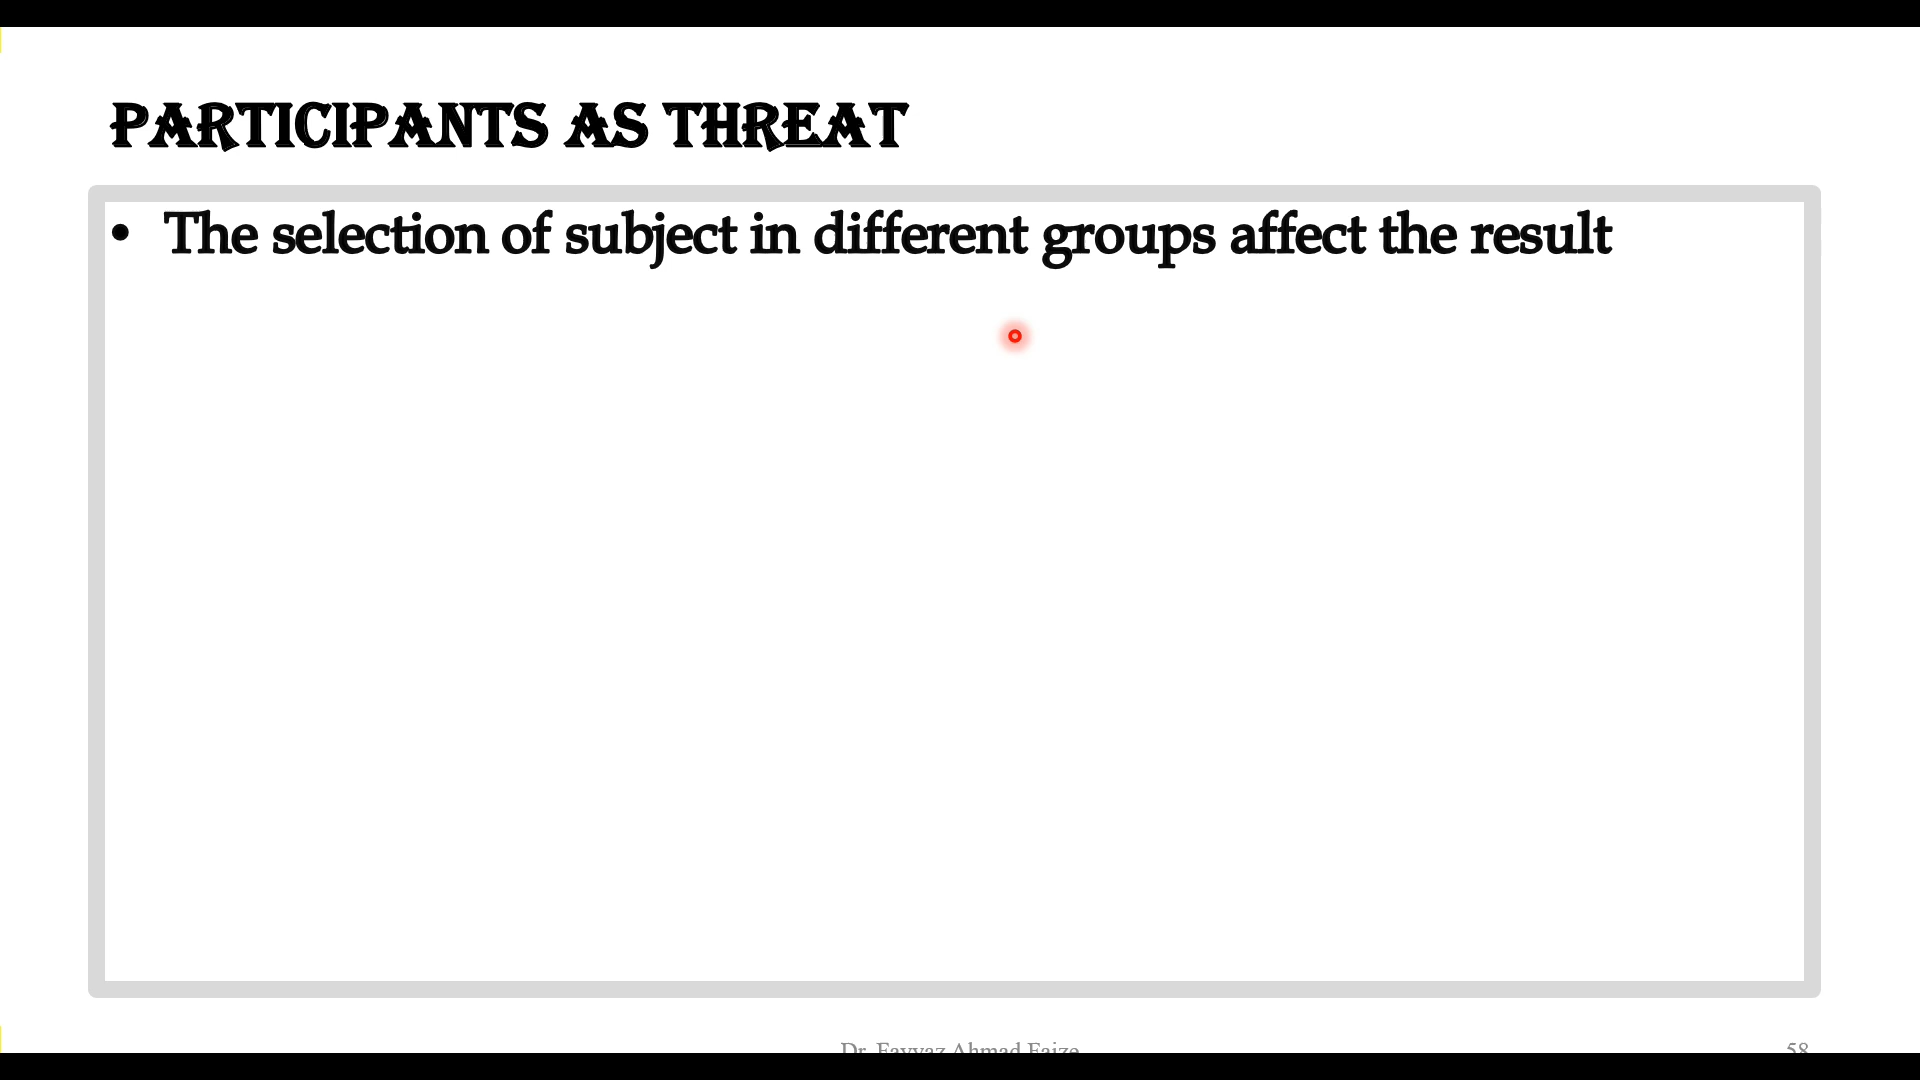 PARTICIPANTS AS THREAT
• The selection of subject in different groups affect the result
Dr. Fayyaz Ahmad Faize
58